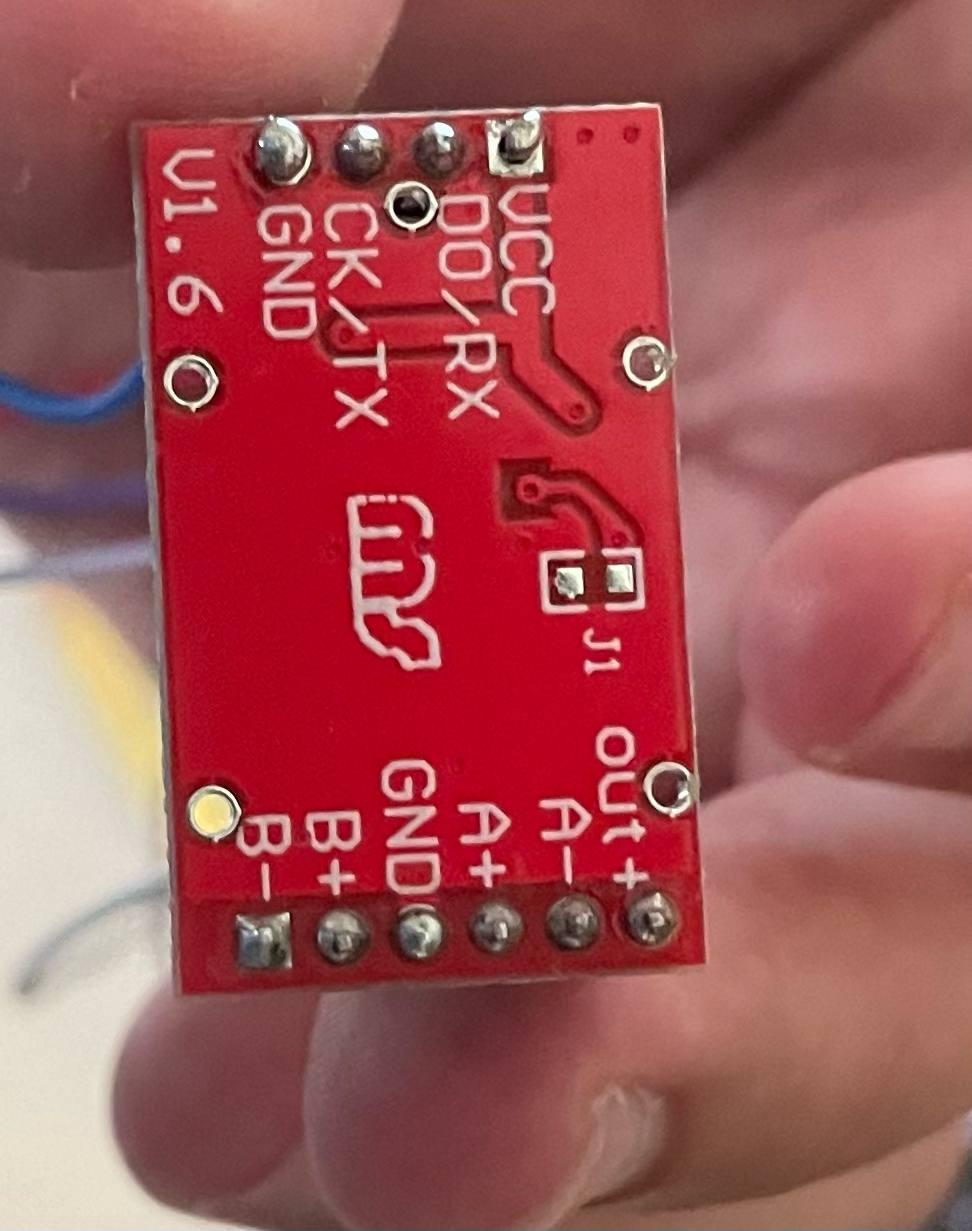 V1.6
GND
CK/TX
DO/RX
VCC
J1
B-
B+
GND
A+
A-
OUt+